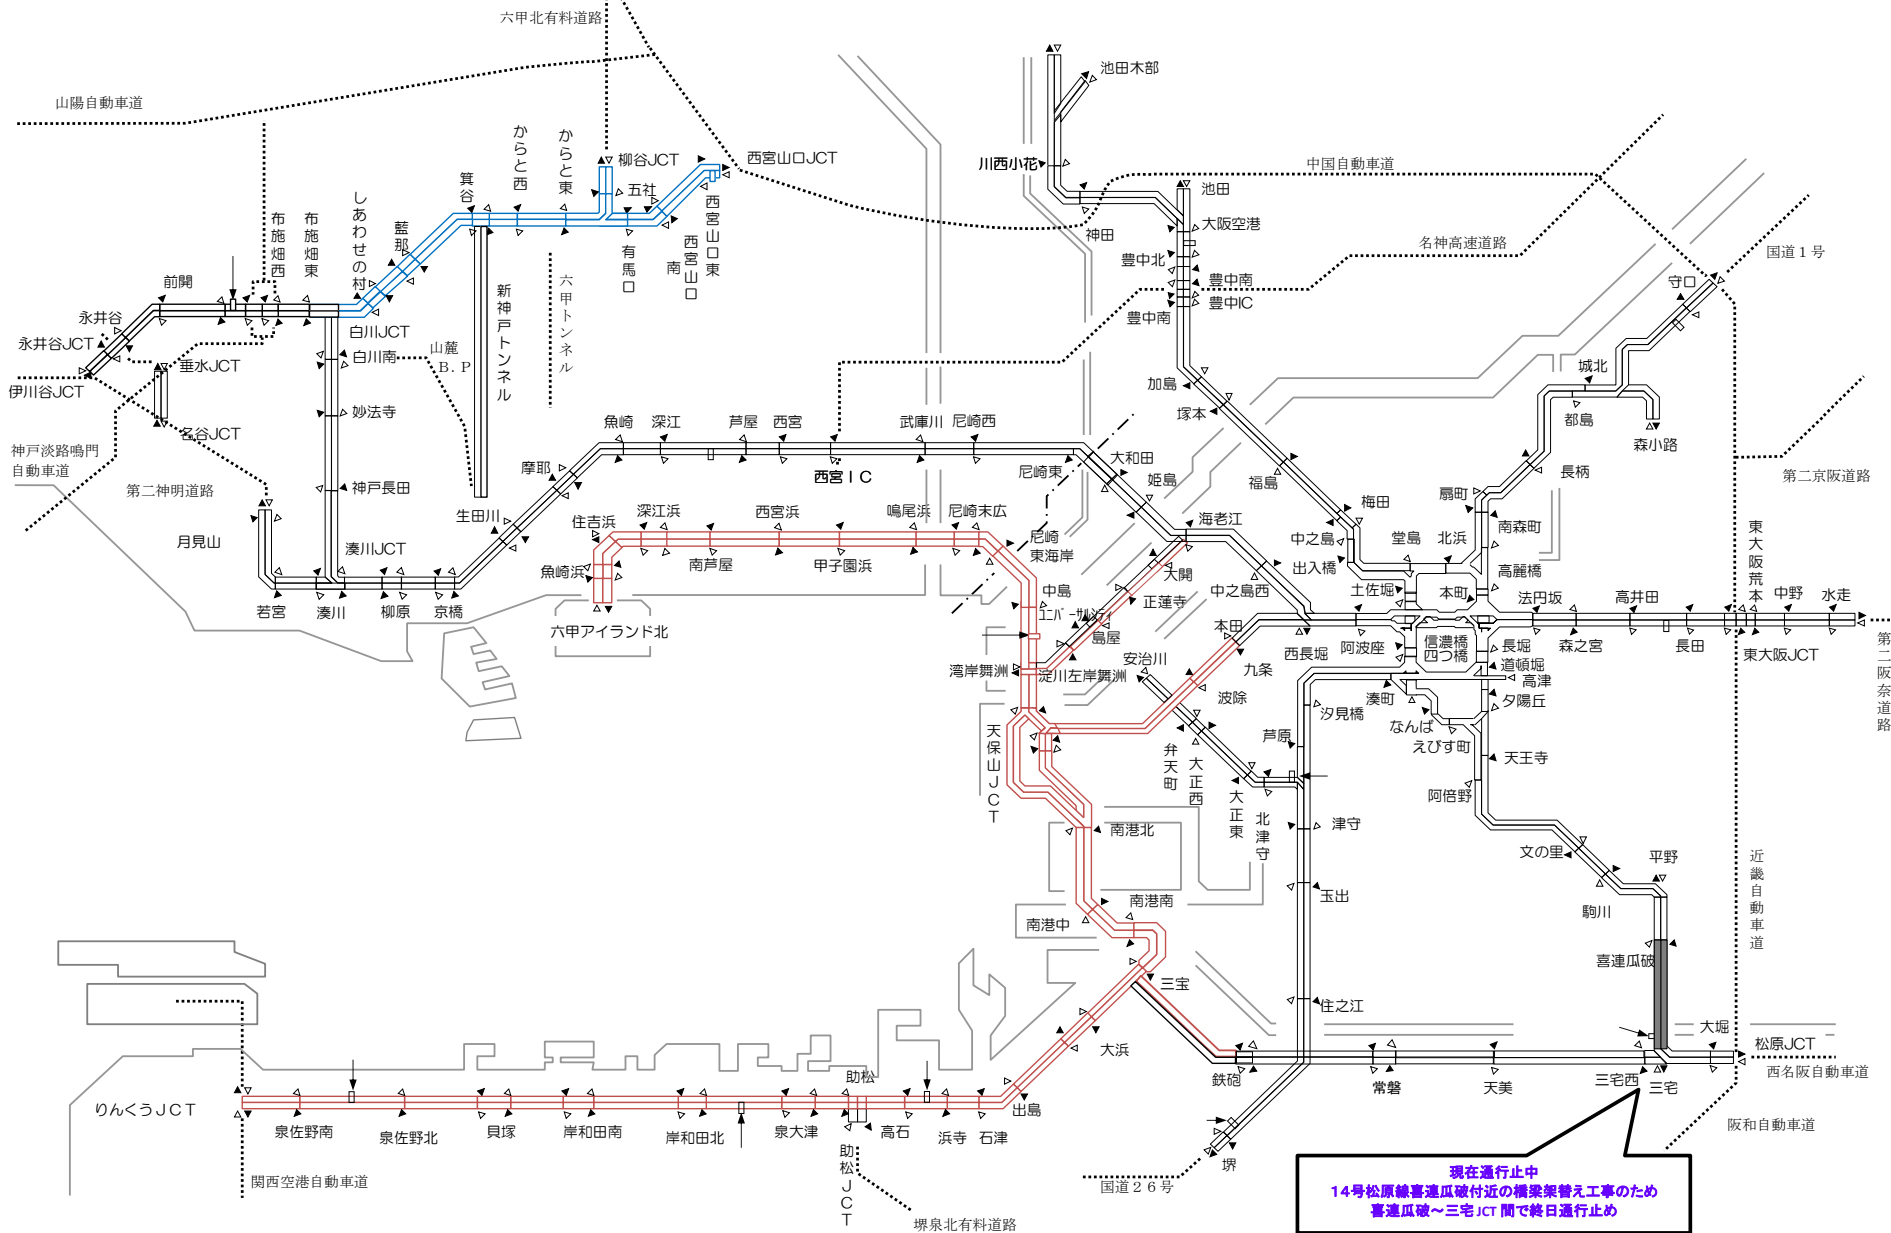 六甲北有料道路
山陽自動車道
池田木部
中国自動車道
川西小花
池田
大阪空港
神田
豊中北
豊中南
豊中IC
豊中南
名神高速道路
国道1号
守口
からと西
からと東
箕谷
柳谷JCT
五社
西宮山口JCT
西宮山口東
西宮山口南
有馬口
しあわせの村
藍那
布施畑西
布施畑東
前開
永井谷
永井谷JCT
伊川谷JCT
垂水JCT
名谷JCT
白川JCT
白川南
山麓
B.P
新神戸トンネル
六甲トンネル
妙法寺
神戸淡路鳴門
自動車道
第二神明道路
神戸長田
月見山
湊川JCT
若宮
湊川
柳原
京橋
生田川
摩耶
魚崎
深江
芦屋
西宮
西宮IC
武庫川
尼崎西
尼崎東
大和田
姫島
海老江
加島
塚本
福島
梅田
中之島
出入橋
中之島西
堂島
北浜
土佐堀
本町
高麗橋
南森町
扇町
長柄
都島
城北
森小路
第二京阪道路
住吉浜
魚崎浜
六甲アイランド北
深江浜
南芦屋
西宮浜
甲子園浜
鳴尾浜
尼崎末広
尼崎
東海岸
中島
ユニバーサルシティ
大開
正蓮寺
島屋
湾岸舞洲
淀川左岸舞洲
安治川
本田
九条
波除
西長堀
阿波座
信濃橋
四つ橋
長堀
道頓堀
高津
夕陽丘
湊町
なんば
えびす町
天王寺
阿倍野
法円坂
森之宮
高井田
長田
東大阪荒本
東大阪JCT
中野
水走
第二阪奈道路
汐見橋
芦原
弁天町
大正西
大正東
北津守
津守
玉出
住之江
天保山JCT
南港北
南港中
南港南
三宝
大浜
出島
石津
浜寺
高石
助松
助松JCT
泉大津
岸和田北
岸和田南
貝塚
泉佐野北
泉佐野南
りんくうJCT
関西空港自動車道
堺泉北有料道路
国道26号
堺
鉄砲
常磐
天美
三宅西
三宅
大堀
松原JCT
西名阪自動車道
阪和自動車道
近畿自動車道
文の里
駒川
平野
喜連瓜破
現在通行止中
14号松原線喜連瓜破付近の橋梁架替え工事のため
喜連瓜破～三宅JCT間で終日通行止め